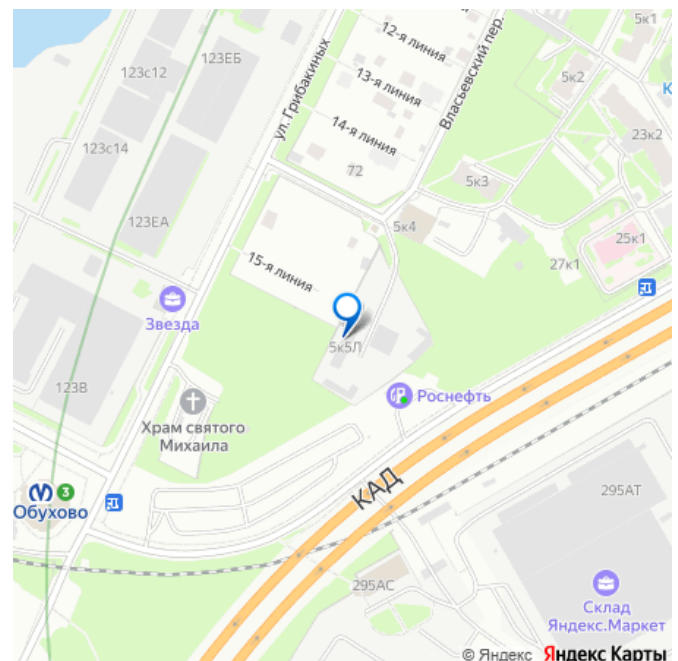 5к1
12-я линия
123ЕБ
123с12
5к2
13-я линия
ул. Грибакиных
Власьевский пер.
К
14-я линия
23к2
123с14
72
5к3
123ЕА
5к4
25к1
15-я линия
27к1
Звезда
5к5Л
123В
Роснефть
Храм святого
Михаила
КАД
295АТ
3
Обухово
295АС
Склад
Яндекс.Маркет
© Яндекс Яндекс Карты